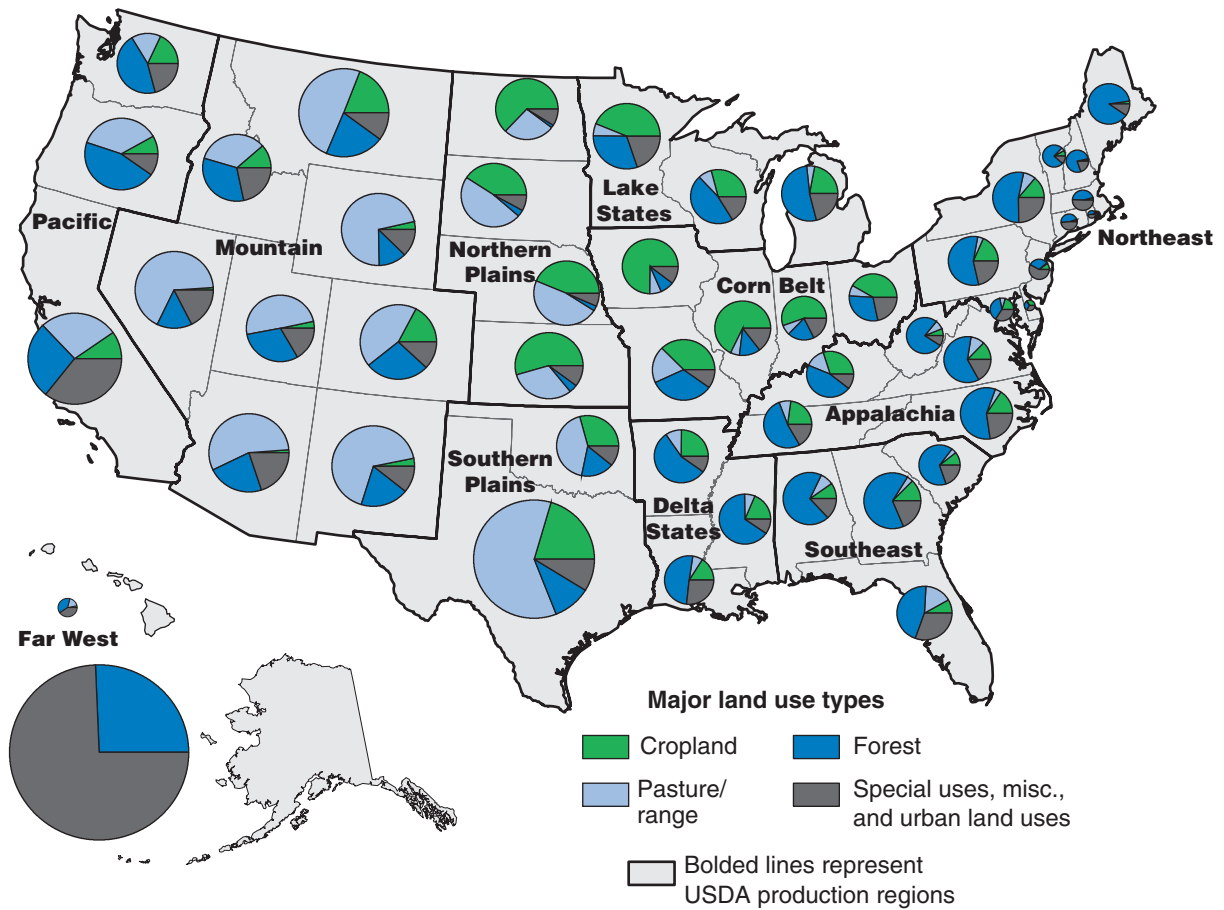 Pacific
Mountain
Northern
Plains
Lake
States
Corn Belt
Northeast
Appalachia
Southern
Plains
Delta
States
Southeast
Far West
Major land use types
Cropland
Forest
Pasture/
range
Special uses, misc.,
and urban land uses
Bolded lines represent
USDA production regions